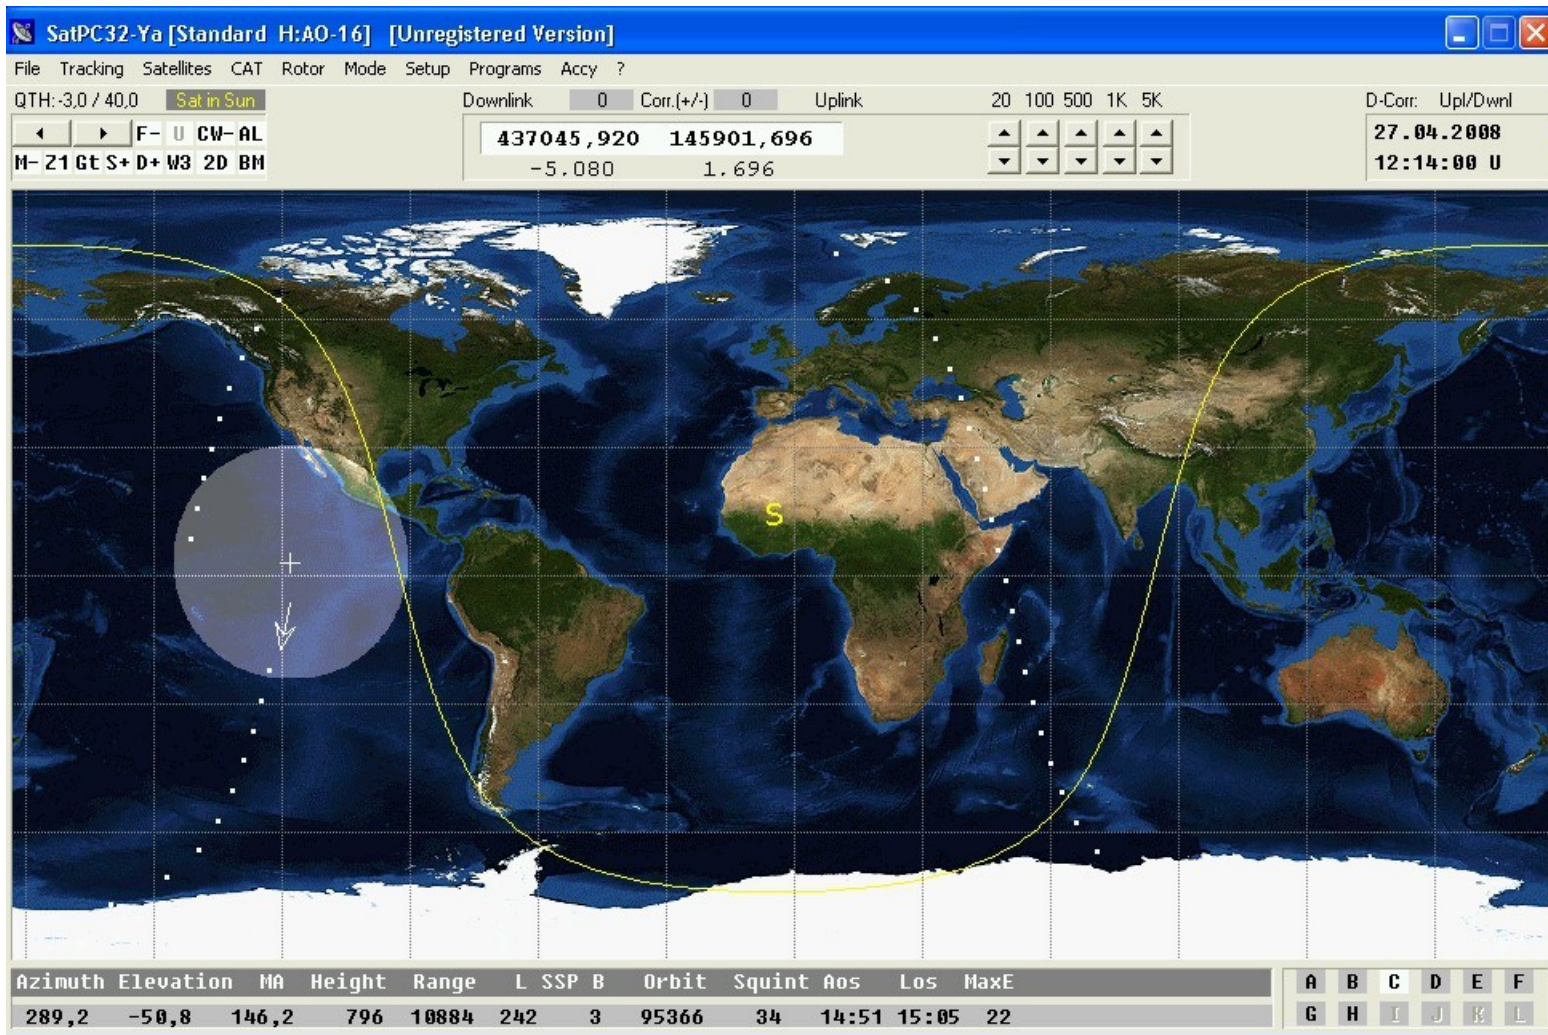 SatPC32-Ya [Standard H:AO-16] [Unregistered Version]
File Tracking Satellites CAT Rotor Mode Setup Programs Accy ?
QTH:-3,0 / 40,0 Sat in Sun Downlink 0 Corr.(+/-) 0 Uplink 20 100 500 1K 5K D-Corr: Upl/Dwnl
F- U CW- AL 437045,920 145901,696 27.04.2008
M- Z1 Gt S+ D+ W3 2D BM -5.080 1.696 12:14:00 U
S
Azimuth Elevation MA Height Range L SSP B Orbit Squint Aos Los MaxE A B C D E F
289,2 -50,8 146,2 796 10884 242 3 95366 34 14:51 15:05 22 G H I J K L